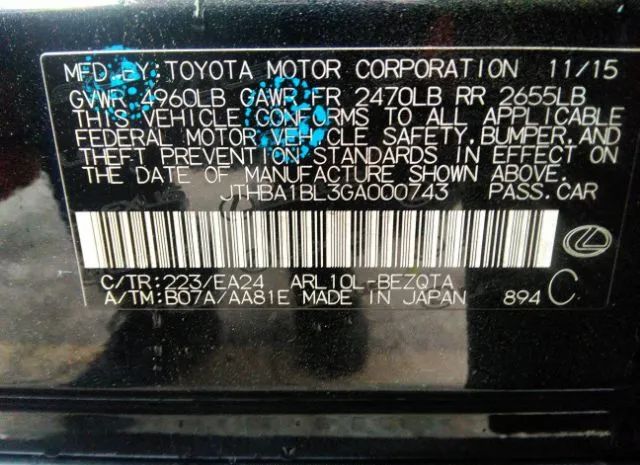 MFD BY: TOYOTA MOTOR CORPORATION 11/15
GVWR 4960LB GAWR FR 2470LB RR 2655LB
THIS VEHICLE CONFORMS TO ALL APPLICABLE
FEDERAL MOTOR VEHICLE SAFETY, BUMPER, AND
THEFT PREVENTION STANDARDS IN EFFECT ON
THE DATE OF MANUFACTURE SHOWN ABOVE.
JTHBA1BL3GA000743 PASS.CAR
C/TR:223/EA24 ARL10L-BEZQTA
A/TM:B07A/AA81E MADE IN JAPAN 894 C